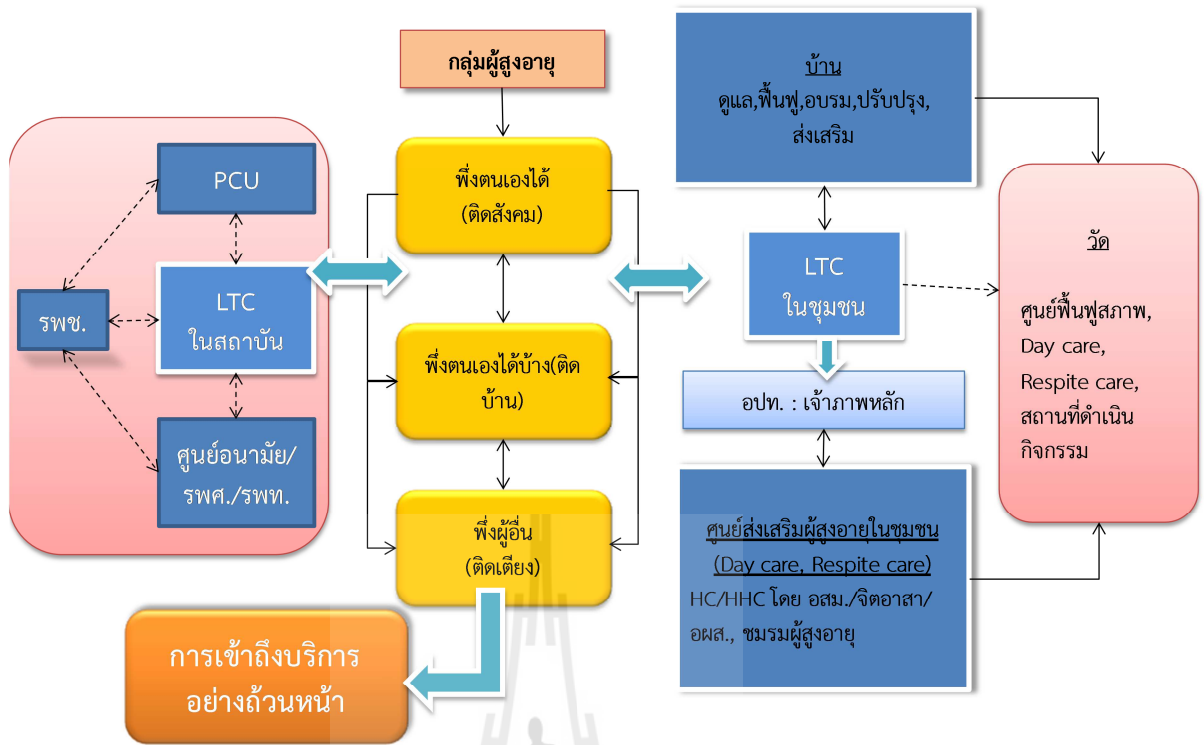 กลุ่มผู้สูงอายุ
พึ่งตนเองได้
(ติดสังคม)
พึ่งตนเองได้บ้าง(ติด
บ้าน)
พึ่งผู้อื่น
(ติดเตียง)
การเข้าถึงบริการ
อย่างถ้วนหน้า
PCU
LTC
ในสถาบัน
รพช.
ศูนย์อนามัย/
รพศ./รพท.
บ้าน
ดูแล,ฟื้นฟู,อบรม,ปรับปรุง,
ส่งเสริม
LTC
ในชุมชน
อปท. : เจ้าภาพหลัก
ศูนย์ส่งเสริมผู้สูงอายุในชุมชน
(Day care, Respite care)
HC/HHC โดย อสม./จิตอาสา/
อผส., ชมรมผู้สูงอายุ
วัด
ศูนย์ฟื้นฟูสภาพ,
Day care,
Respite care,
สถานที่ดำเนิน
กิจกรรม